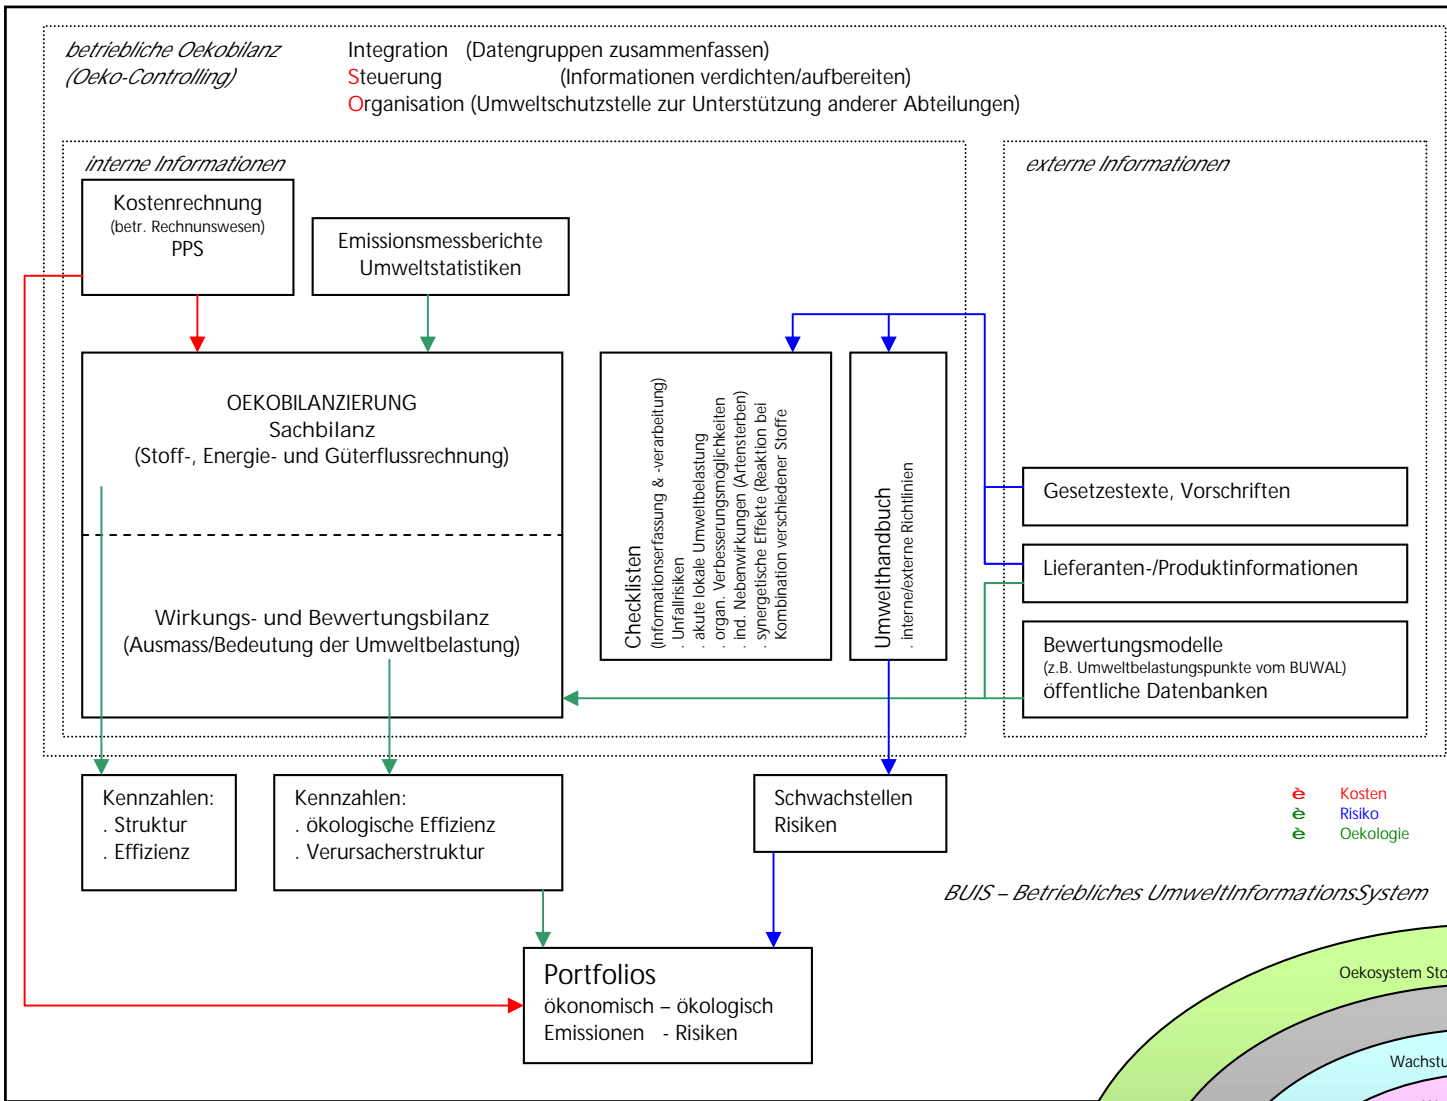 betriebliche Oekobilanz
(Oeko-Controlling)
Integration (Datengruppen zusammenfassen)
Steuerung (Informationen verdichten/aufbereiten)
Organisation (Umweltschutzstelle zur Unterstützung anderer Abteilungen)
interne Informationen
externe Informationen
Kostenrechnung
(betr. Rechnunswesen)
PPS
Emissionsmessberichte
Umweltstatistiken
OEKOBILANZIERUNG
Sachbilanz
(Stoff-, Energie- und Güterflussrechnung)
Wirkungs- und Bewertungsbilanz
(Ausmass/Bedeutung der Umweltbelastung)
Checklisten
(Informationserfassung & -verarbeitung)
. Unfallrisiken
. akute lokale Umweltbelastung
. organ. Verbesserungsmöglichkeiten
. ind. Nebenwirkungen (Artensterben)
. synergetische Effekte (Reaktion bei
Kombination verschiedener Stoffe
Umwelthandbuch
. interne/externe Richtlinien
Gesetzestexte, Vorschriften
Lieferanten-/Produktinformationen
Bewertungsmodelle
(z.B. Umweltbelastungspunkte vom BUWAL)
öffentliche Datenbanken
Kennzahlen:
. Struktur
. Effizienz
Kennzahlen:
. ökologische Effizienz
. Verursacherstruktur
Schwachstellen
Risiken
è Kosten
è Risiko
è Oekologie
BUIS – Betriebliches UmweltInformationsSystem
Portfolios
ökonomisch – ökologisch
Emissionen - Risiken
Oekosystem Sto
Wachstu